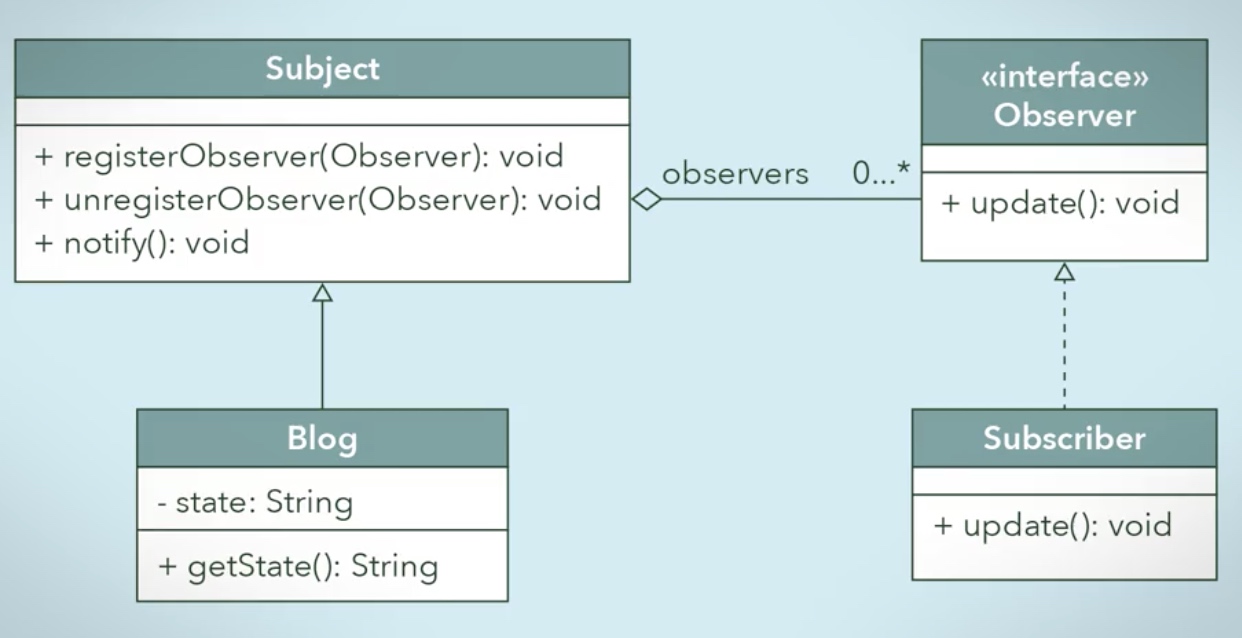 Subject
+ registerObserver(Observer): void
+ unregisterObserver(Observer): void
+ notify(): void
observers 0...*
«interface»
Observer
+ update(): void
Blog
- state: String
+ getState(): String
Subscriber
+ update(): void